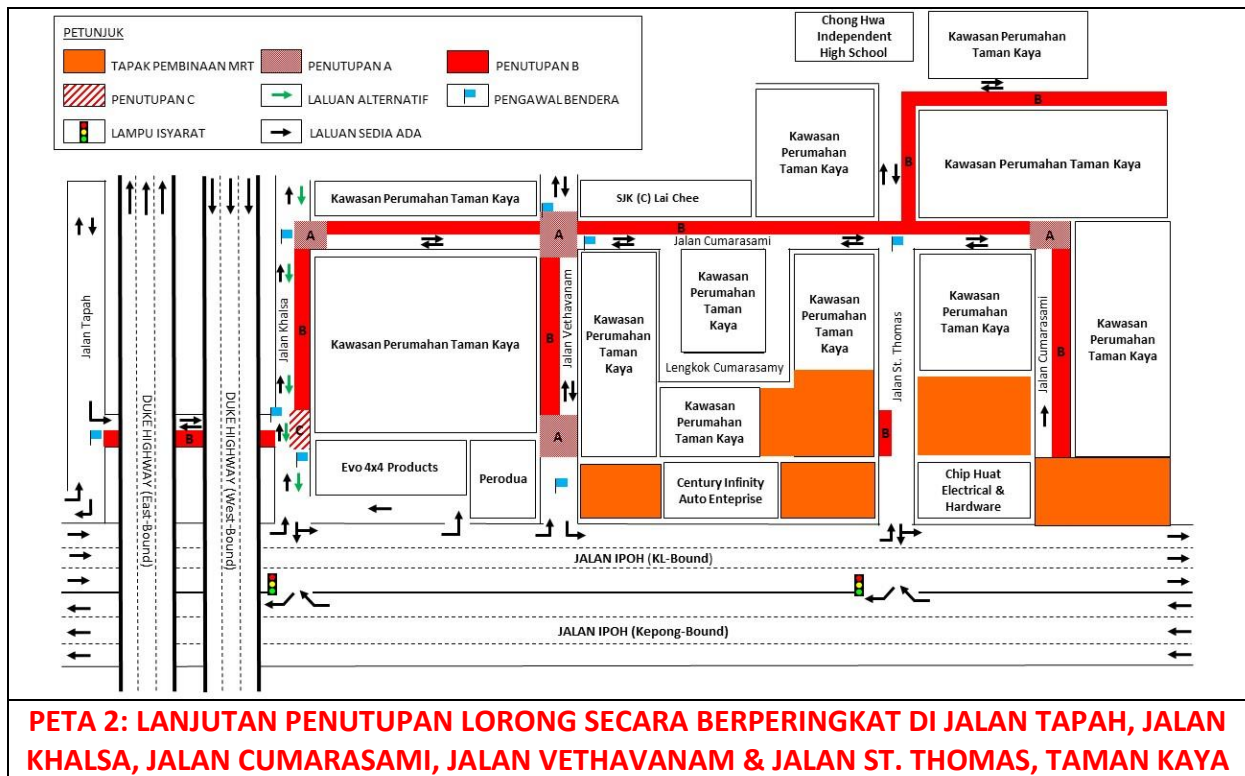 PETUNJUK
TAPAK PEMBINAAN MRT
PENUTUPAN A
PENUTUPAN B
PENUTUPAN C
LALUAN ALTERNATIF
PENGAWAL BENDERA
LAMPU ISYARAT
LALUAN SEDIA ADA
Chong Hwa
Independent
High School
Kawasan Perumahan
Taman Kaya
B
Kawasan
Perumahan
Taman Kaya
B
Kawasan Perumahan Taman Kaya
Kawasan Perumahan Taman Kaya
SJK (C) Lai Chee
A
B
A
B
A
Jalan Cumarasami
Jalan Tapah
DUKE HIGHWAY (East-Bound)
DUKE HIGHWAY (West-Bound)
Jalan Khalsa
B
Kawasan Perumahan Taman Kaya
B
Jalan Vethavanam
Kawasan
Perumahan
Taman
Kaya
Kawasan
Perumahan
Taman
Kaya
Kawasan
Perumahan
Taman
Kaya
Jalan St. Thomas
Kawasan
Perumahan
Taman Kaya
Jalan Cumarasami
B
Kawasan
Perumahan
Taman Kaya
Lengkok Cumarasamy
Kawasan
Perumahan
Taman Kaya
B
C
A
B
Evo 4x4 Products
Perodua
Century Infinity
Auto Enteprise
Chip Huat
Electrical &
Hardware
JALAN IPOH (KL-Bound)
JALAN IPOH (Kepong-Bound)
PETA 2: LANJUTAN PENUTUPAN LORONG SECARA BERPERINGKAT DI JALAN TAPAH, JALAN
KHALSA, JALAN CUMARASAMI, JALAN VETHAVANAM & JALAN ST. THOMAS, TAMAN KAYA